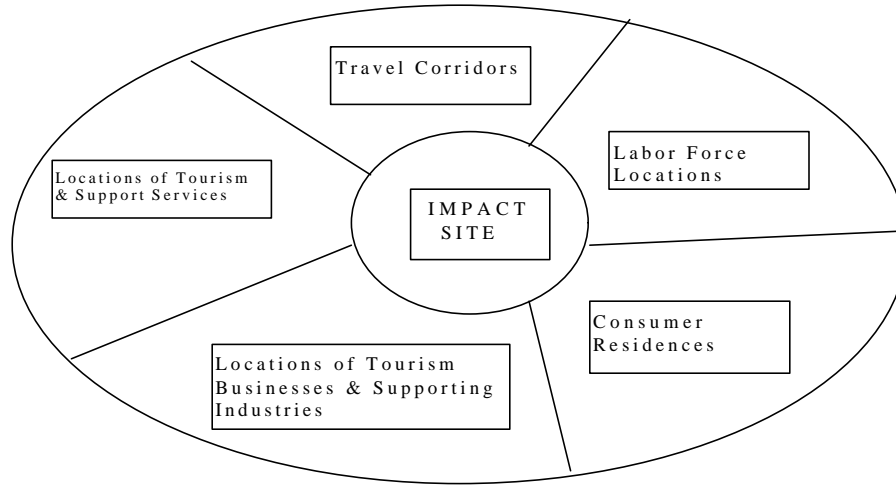 Travel Corridors
Labor Force
Locations
Locations of Tourism
& Support Services
IMPACT
SITE
Consumer
Residences
Locations of Tourism
Businesses & Supporting
Industries